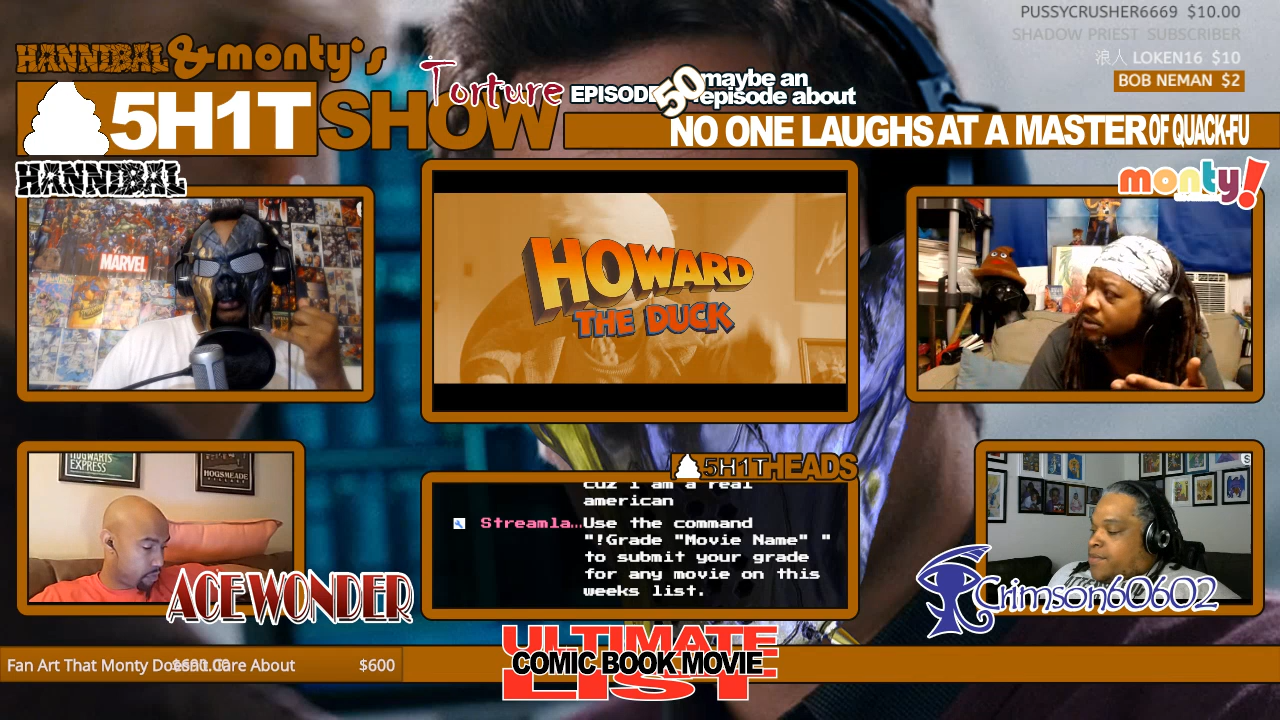 PUSSYCRUSHER6669 $10.00
SHADOW PRIEST SUBSCRIBER
浪人 LOKEN16 $10
BOB NEMAN $2
HANNIBAL & monty's
5H1T SHOW
Torture
EPISODE 50 maybe an
episode about
NO ONE LAUGHS AT A MASTER OF QUACK-FU
HANNIBAL
monty!
MARVEL
HOWARD
THE DUCK
HOGWARTS
EXPRESS
HOGSMEADE
5H1THEADS
cuz i am a real
american
Streamla… Use the command
"!Grade "Movie Name" "
to submit your grade
for any movie on this
weeks list.
ACEWONDER
Crimson60602
Fan Art That Monty Doesn't Care About $600
ULTIMATE
COMIC BOOK MOVIE
LIST